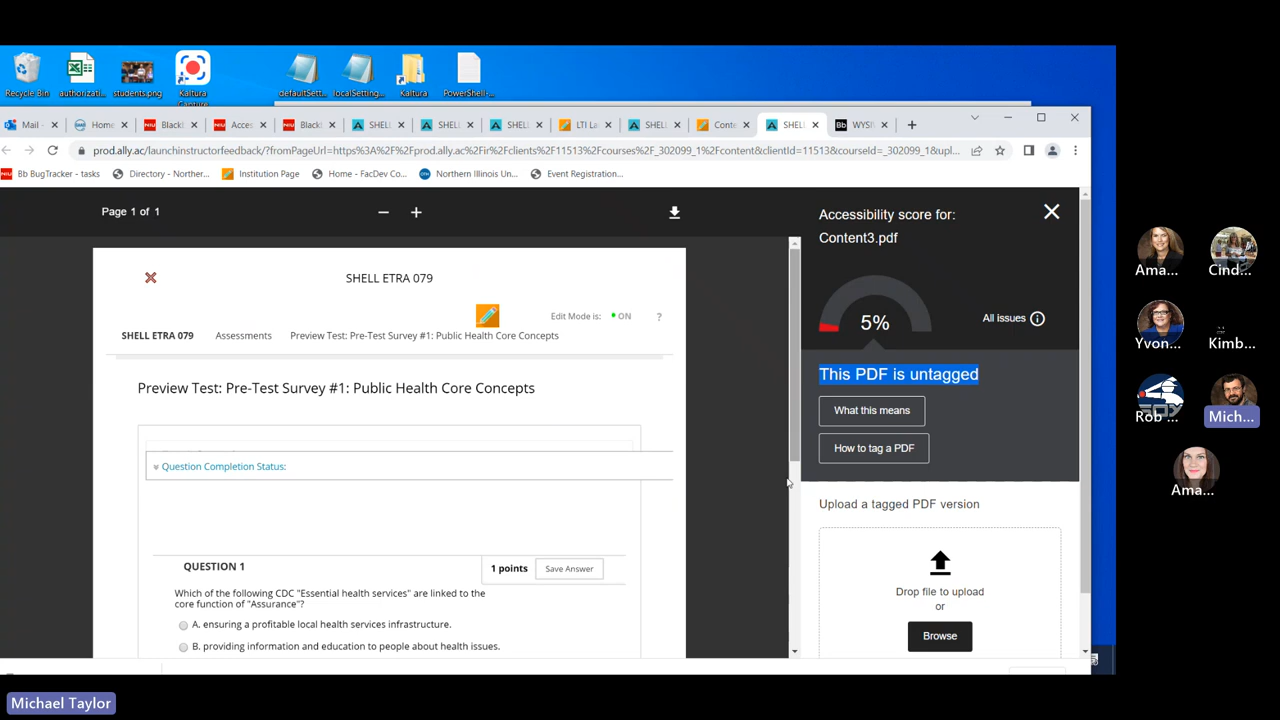 Recycle Bin
authorizati...
students.png
Kaltura
Capture
defaultSett...
localSetting...
Kaltura
PowerShell-...
Mail -
Home
NIU
Black
NIU
Acces
NIU
Black
SHELL
SHELL
SHELL
LTI La
SHELL
Conte
SHELL
Bb
WYSI
prod.ally.ac/launchinstructorfeedback/?fromPageUrl=https%3A%2F%2Fprod.ally.ac%2Fir%2Fclients%2F11513%2Fcourses%2F_302099_1%2Fcontent&clientId=11513&courseId=_302099_1&upl...
NIU
Bb BugTracker - tasks
Directory - Norther...
Institution Page
Home - FacDev Co...
Northern Illinois Un...
Event Registration...
Page 1 of 1
SHELL ETRA 079
Edit Mode is:
ON
?
SHELL ETRA 079
Assessments
Preview Test: Pre-Test Survey #1: Public Health Core Concepts
Preview Test: Pre-Test Survey #1: Public Health Core Concepts
Question Completion Status:
QUESTION 1
1 points
Save Answer
Which of the following CDC "Essential health services" are linked to the
core function of "Assurance"?
A. ensuring a profitable local health services infrastructure.
B. providing information and education to people about health issues.
Accessibility score for:
Content3.pdf
5%
All issues
This PDF is untagged
What this means
How to tag a PDF
Upload a tagged PDF version
Drop file to upload
or
Browse
Ama...
Cind...
Yvon...
Kimb...
Rob ...
Mich...
Ama...
Michael Taylor